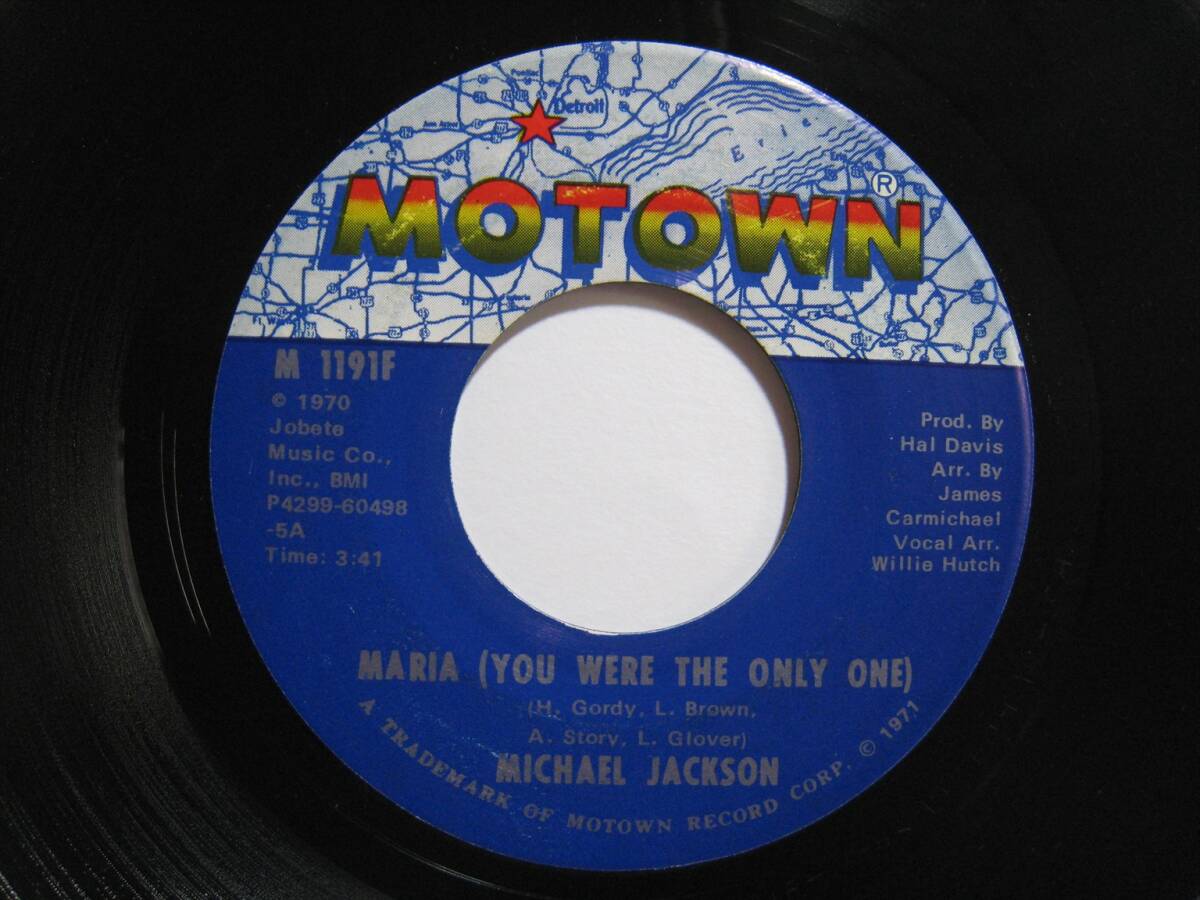 Detroit
Erie
MOTOWN ®
M 1191F
© 1970
Jobete
Music Co.,
Inc., BMI
P4299-60498
-5A
Time: 3:41
Prod. By
Hal Davis
Arr. By
James
Carmichael
Vocal Arr.
Willie Hutch
MARIA (YOU WERE THE ONLY ONE)
(H. Gordy, L. Brown,
A. Story, L. Glover)
MICHAEL JACKSON
A TRADEMARK OF MOTOWN RECORD CORP. © 1971